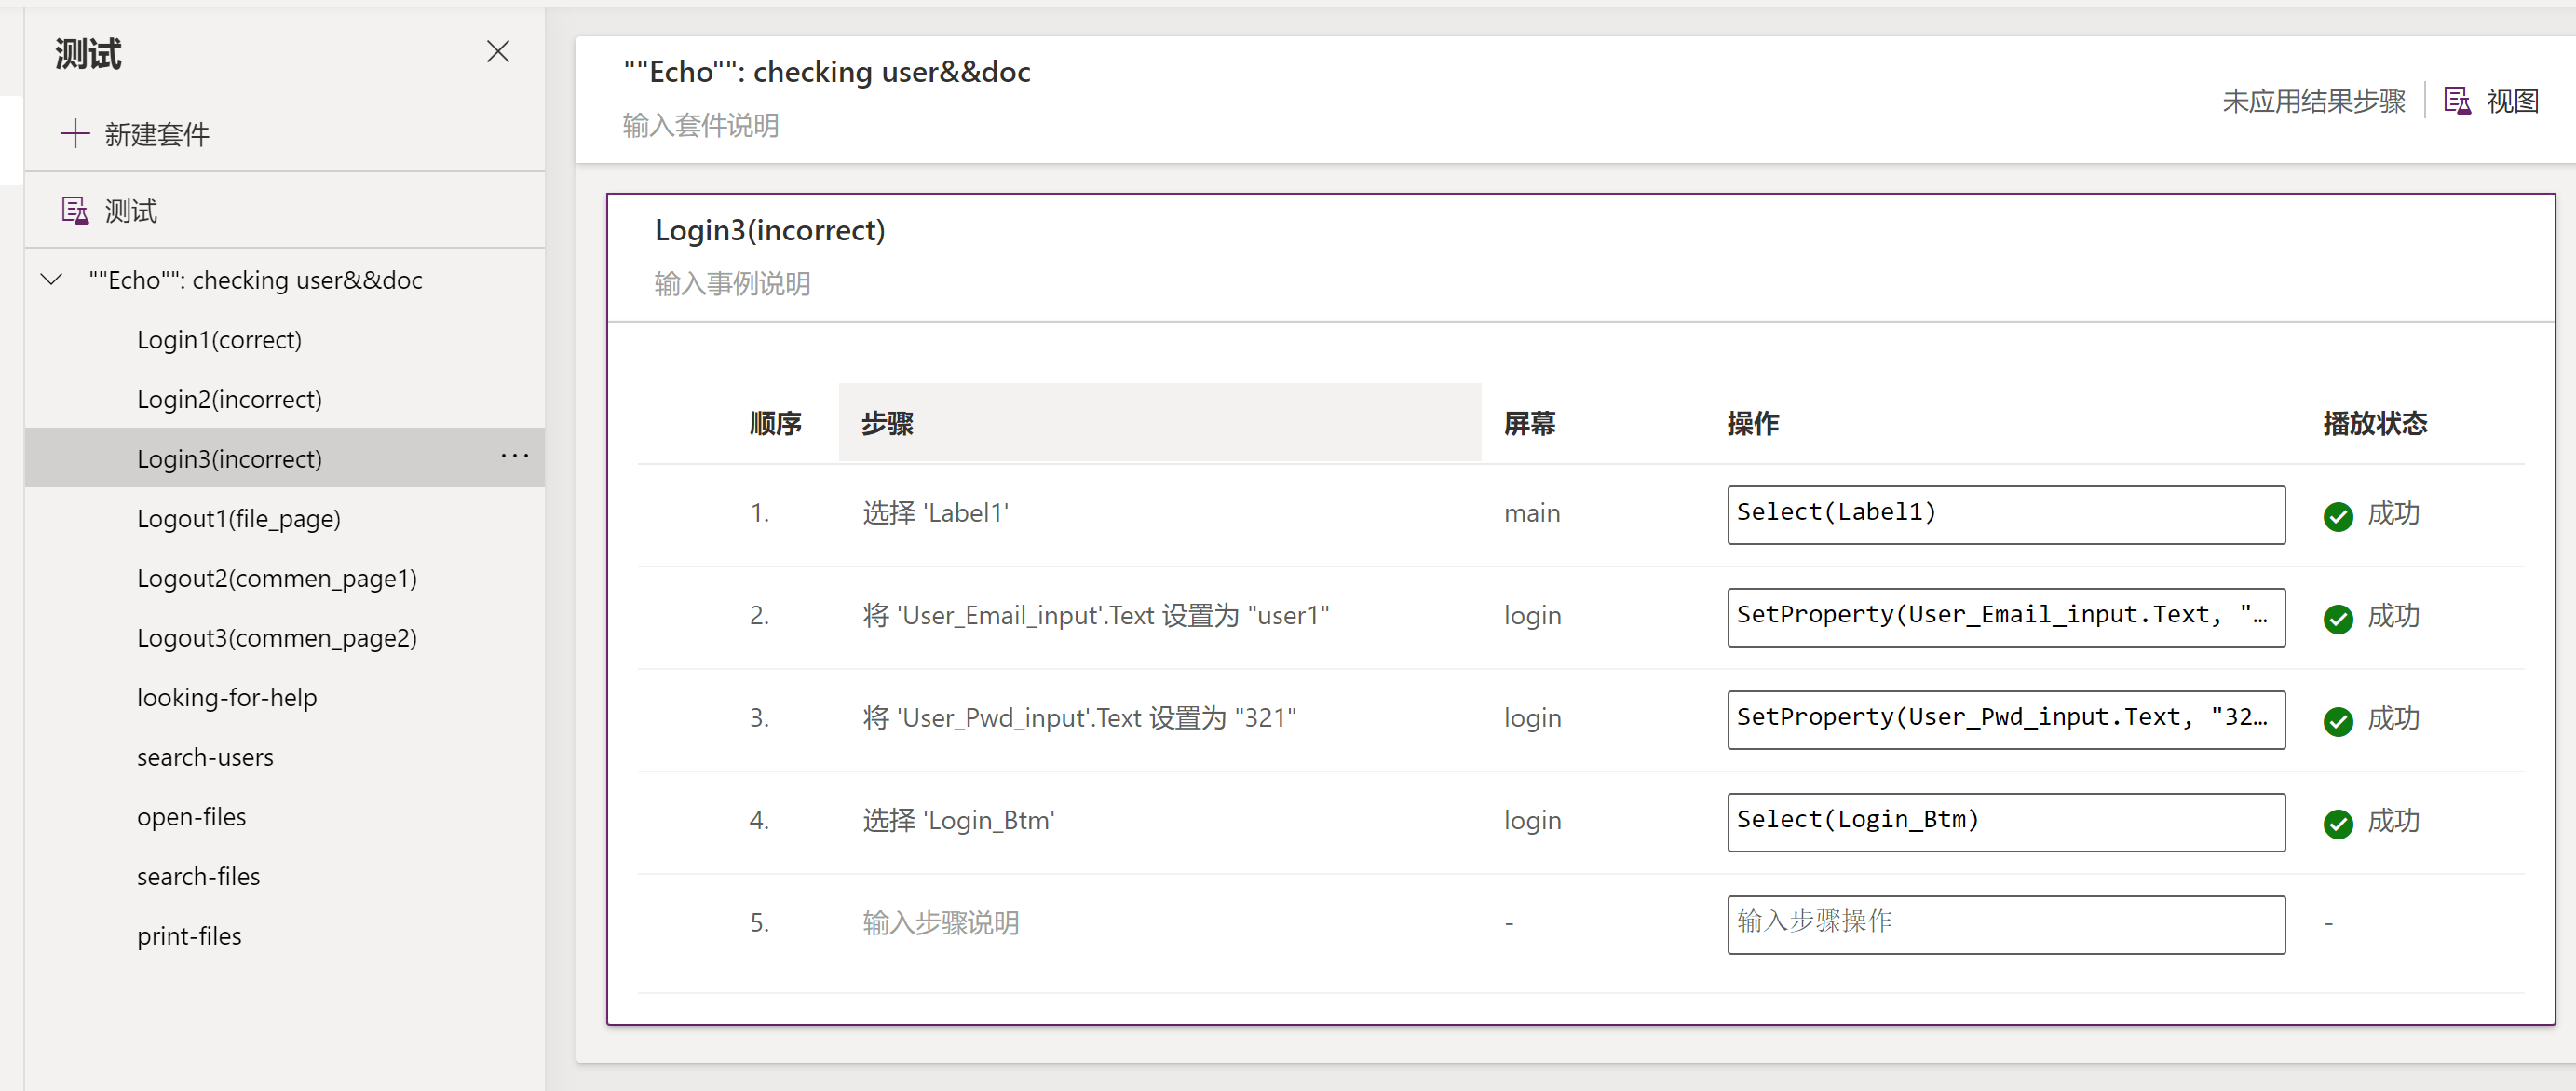 测试
新建套件
测试
""Echo"": checking user&&doc
Login1(correct)
Login2(incorrect)
Login3(incorrect)
Logout1(file_page)
Logout2(commen_page1)
Logout3(commen_page2)
looking-for-help
search-users
open-files
search-files
print-files
""Echo"": checking user&&doc
输入套件说明
未应用结果步骤 视图
Login3(incorrect)
输入事例说明
顺序 步骤 屏幕 操作 播放状态
1. 选择 'Label1' main Select(Label1) 成功
2. 将 'User_Email_input'.Text 设置为 "user1" login SetProperty(User_Email_input.Text, "... 成功
3. 将 'User_Pwd_input'.Text 设置为 "321" login SetProperty(User_Pwd_input.Text, "32... 成功
4. 选择 'Login_Btm' login Select(Login_Btm) 成功
5. 输入步骤说明 - 输入步骤操作 -